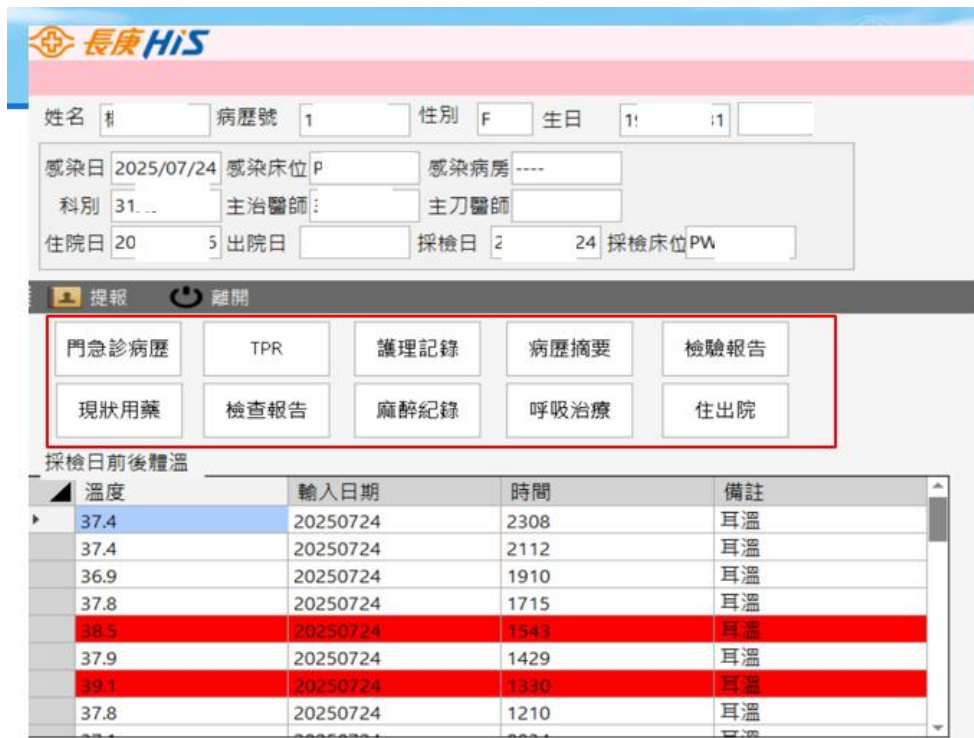 長庚HiS
姓名 病歷號 1 性別 F 生日
感染日 2025/07/24 感染床位 P 感染病房 ----
科別 31 主治醫師 主刀醫師
住院日 20 出院日 採檢日 2 24 採檢床位 PW
提報 離開
門急診病歷 TPR 護理記錄 病歷摘要 檢驗報告
現狀用藥 檢查報告 麻醉紀錄 呼吸治療 住出院
採檢日前後體溫
溫度 輸入日期 時間 備註
37.4 20250724 2308 耳溫
37.4 20250724 2112 耳溫
36.9 20250724 1910 耳溫
37.8 20250724 1715 耳溫
38.5 20250724 1543 耳溫
37.9 20250724 1429 耳溫
39.1 20250724 1330 耳溫
37.8 20250724 1210 耳溫